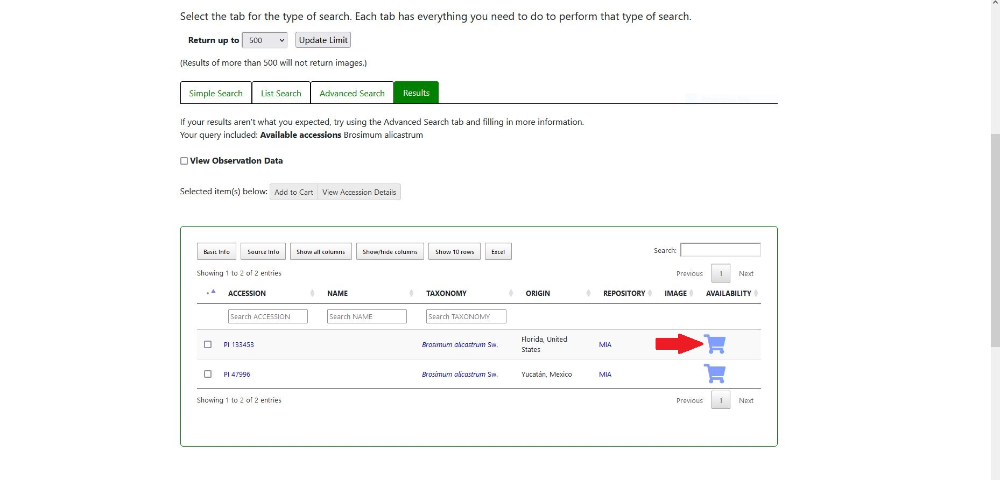 Select the tab for the type of search. Each tab has everything you need to do to perform that type of search.
Return up to 500 Update Limit
(Results of more than 500 will not return images.)
Simple Search List Search Advanced Search Results
If your results aren't what you expected, try using the Advanced Search tab and filling in more information.
Your query included: Available accessions Brosimum alicastrum
View Observation Data
Selected item(s) below: Add to Cart View Accession Details
Basic Info Source Info Show all columns Show/hide columns Show 10 rows Excel Search:
Showing 1 to 2 of 2 entries Previous 1 Next
ACCESSION NAME TAXONOMY ORIGIN REPOSITORY IMAGE AVAILABILITY
Search ACCESSION Search NAME Search TAXONOMY
PI 133453 Brosimum alicastrum Sw. Florida, United States MIA
PI 47996 Brosimum alicastrum Sw. Yucatán, Mexico MIA
Showing 1 to 2 of 2 entries Previous 1 Next